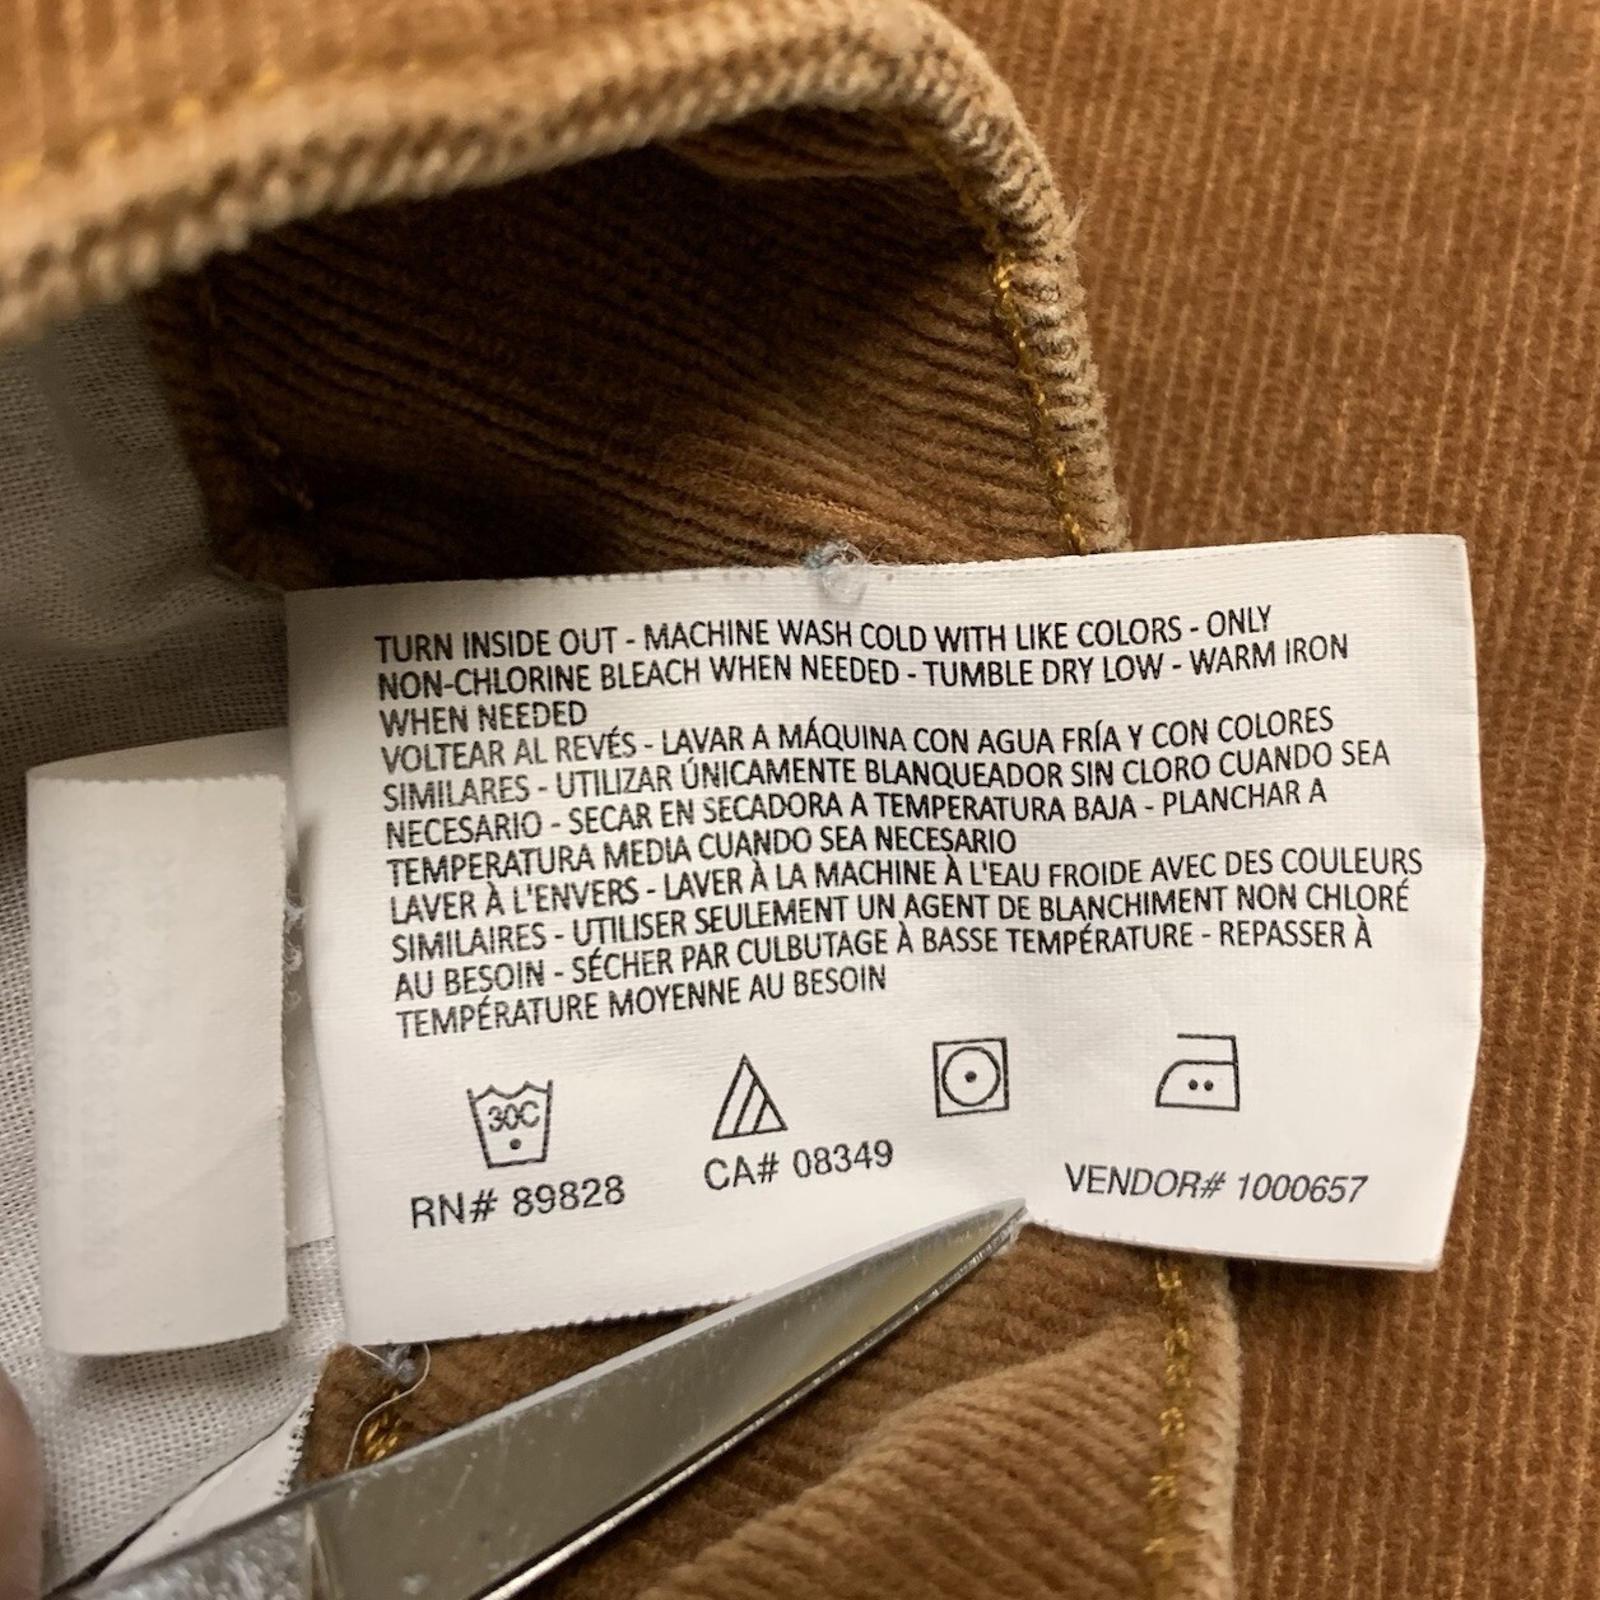 TURN INSIDE OUT - MACHINE WASH COLD WITH LIKE COLORS - ONLY
NON-CHLORINE BLEACH WHEN NEEDED - TUMBLE DRY LOW - WARM IRON
WHEN NEEDED
VOLTEAR AL REVÉS - LAVAR A MÁQUINA CON AGUA FRÍA Y CON COLORES
SIMILARES - UTILIZAR ÚNICAMENTE BLANQUEADOR SIN CLORO CUANDO SEA
NECESARIO - SECAR EN SECADORA A TEMPERATURA BAJA - PLANCHAR A
TEMPERATURA MEDIA CUANDO SEA NECESARIO
LAVER À L'ENVERS - LAVER À LA MACHINE À L'EAU FROIDE AVEC DES COULEURS
SIMILAIRES - UTILISER SEULEMENT UN AGENT DE BLANCHIMENT NON CHLORÉ
AU BESOIN - SÉCHER PAR CULBUTAGE À BASSE TEMPÉRATURE - REPASSER À
TEMPÉRATURE MOYENNE AU BESOIN
30C
RN# 89828 CA# 08349 VENDOR# 1000657